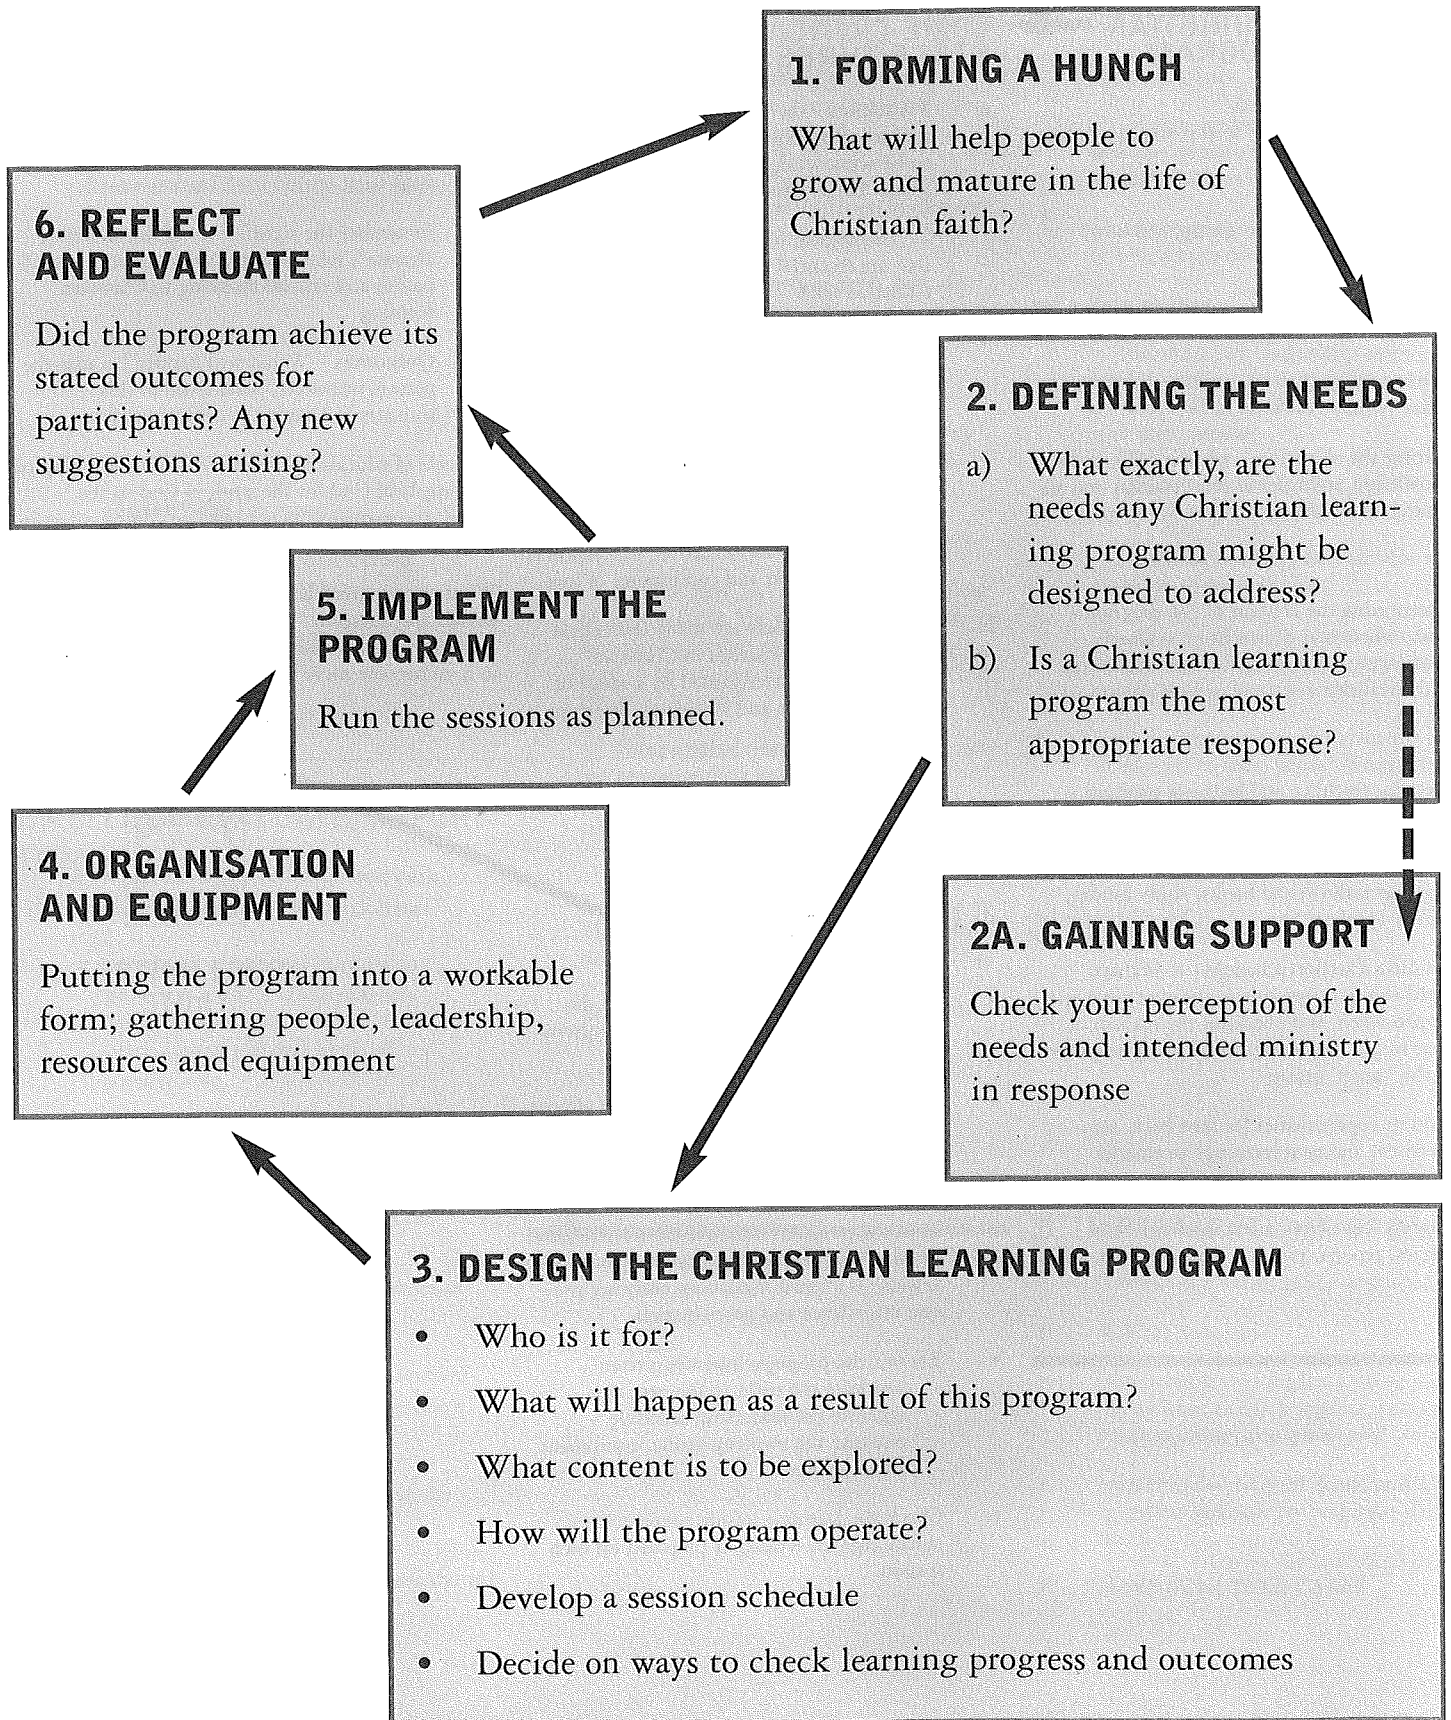 1. FORMING A HUNCH
What will help people to
grow and mature in the life of
Christian faith?
2. DEFINING THE NEEDS
a) What exactly, are the
needs any Christian learn-
ing program might be
designed to address?
b) Is a Christian learning
program the most
appropriate response?
2A. GAINING SUPPORT
Check your perception of the
needs and intended ministry
in response
3. DESIGN THE CHRISTIAN LEARNING PROGRAM
• Who is it for?
• What will happen as a result of this program?
• What content is to be explored?
• How will the program operate?
• Develop a session schedule
• Decide on ways to check learning progress and outcomes
4. ORGANISATION
AND EQUIPMENT
Putting the program into a workable
form; gathering people, leadership,
resources and equipment
5. IMPLEMENT THE
PROGRAM
Run the sessions as planned.
6. REFLECT
AND EVALUATE
Did the program achieve its
stated outcomes for
participants? Any new
suggestions arising?